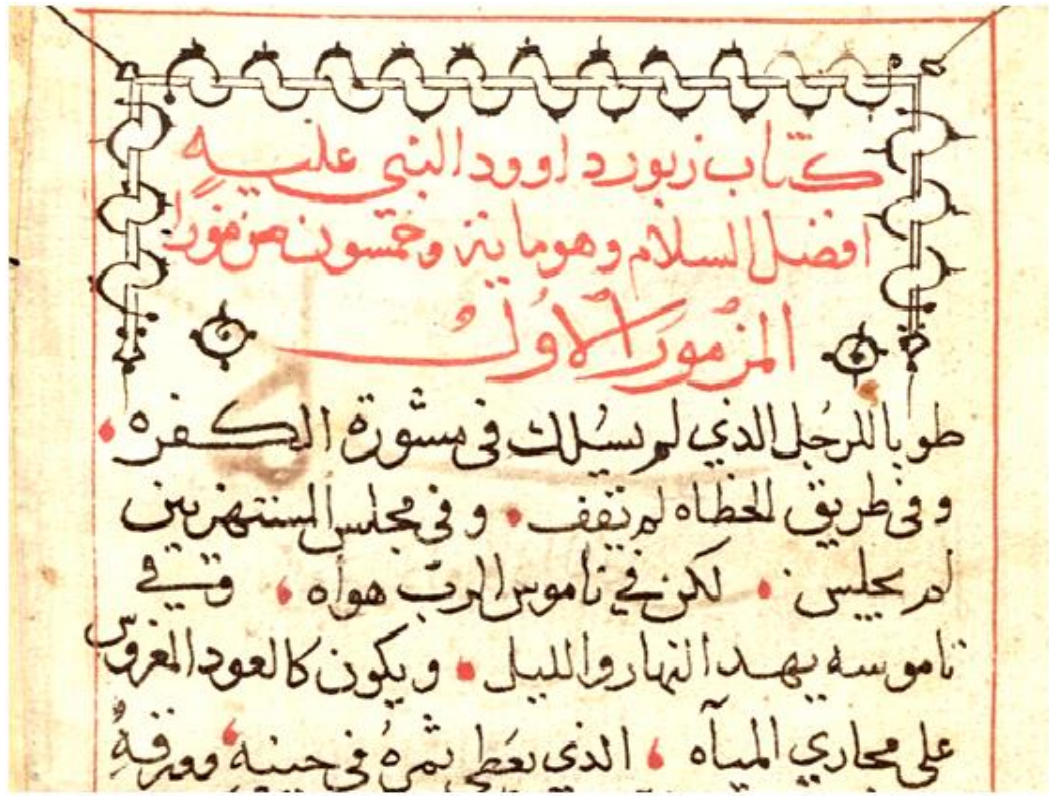 كتاب زبور داوود النبي عليه
افضل السلام وهو ماية وخمسون مزمورا
المزمور الاول
طوبا للرجل الذي لم يسلك في مشورة الكفره
وفي طريق الخطاه لم يقف وفي مجلس المستهزيين
لم يجلس لكن في ناموس الرب هواه وفي
ناموسه يهد النهار والليل ويكون كالعود المغروس
على مجاري المياه الذي يعطي ثمره في حينه وورقه